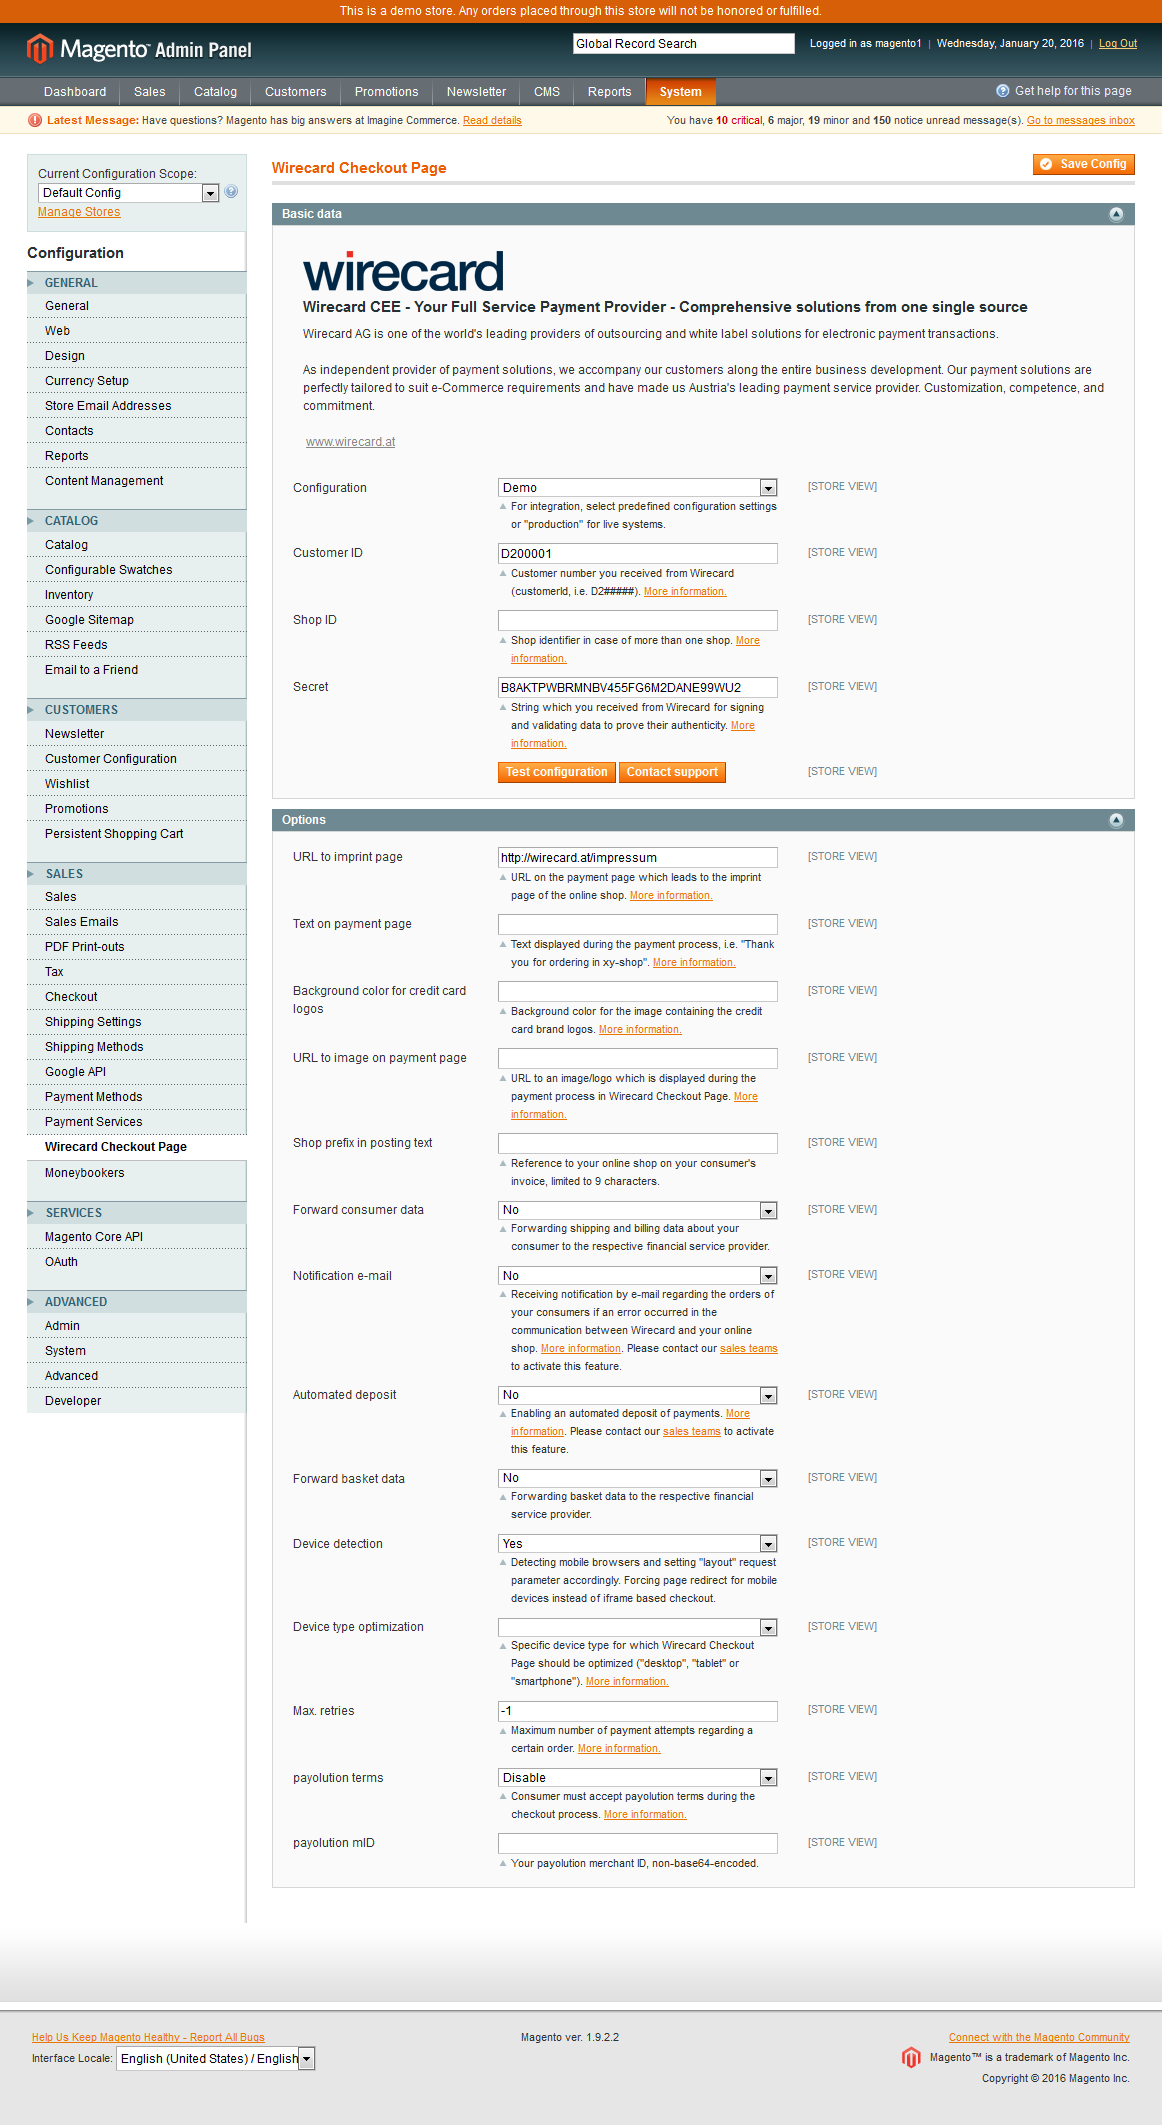 This is a demo store. Any orders placed through this store will not be honored or fulfilled.
Magento™ Admin Panel
Global Record Search
Logged in as magento1 | Wednesday, January 20, 2016 | Log Out
Dashboard Sales Catalog Customers Promotions Newsletter CMS Reports System
Get help for this page
Latest Message: Have questions? Magento has big answers at Imagine Commerce. Read details
You have 10 critical, 6 major, 19 minor and 150 notice unread message(s). Go to messages inbox
Current Configuration Scope:
Default Config
Manage Stores
Configuration
GENERAL
General
Web
Design
Currency Setup
Store Email Addresses
Contacts
Reports
Content Management
CATALOG
Catalog
Configurable Swatches
Inventory
Google Sitemap
RSS Feeds
Email to a Friend
CUSTOMERS
Newsletter
Customer Configuration
Wishlist
Promotions
Persistent Shopping Cart
SALES
Sales
Sales Emails
PDF Print-outs
Tax
Checkout
Shipping Settings
Shipping Methods
Google API
Payment Methods
Payment Services
Wirecard Checkout Page
Moneybookers
SERVICES
Magento Core API
OAuth
ADVANCED
Admin
System
Advanced
Developer
Wirecard Checkout Page
Save Config
Basic data
wirecard
Wirecard CEE - Your Full Service Payment Provider - Comprehensive solutions from one single source
Wirecard AG is one of the world's leading providers of outsourcing and white label solutions for electronic payment transactions.
As independent provider of payment solutions, we accompany our customers along the entire business development. Our payment solutions are
perfectly tailored to suit e-Commerce requirements and have made us Austria's leading payment service provider. Customization, competence, and
commitment.
www.wirecard.at
Configuration Demo [STORE VIEW]
For integration, select predefined configuration settings
or "production" for live systems.
Customer ID D200001 [STORE VIEW]
Customer number you received from Wirecard
(customerId, i.e. D2#####). More information.
Shop ID [STORE VIEW]
Shop identifier in case of more than one shop. More
information.
Secret B8AKTPWBRMNBV455FG6M2DANE99WU2 [STORE VIEW]
String which you received from Wirecard for signing
and validating data to prove their authenticity. More
information.
Test configuration Contact support [STORE VIEW]
Options
URL to imprint page http://wirecard.at/impressum [STORE VIEW]
URL on the payment page which leads to the imprint
page of the online shop. More information.
Text on payment page [STORE VIEW]
Text displayed during the payment process, i.e. "Thank
you for ordering in xy-shop". More information.
Background color for credit card [STORE VIEW]
logos
Background color for the image containing the credit
card brand logos. More information.
URL to image on payment page [STORE VIEW]
URL to an image/logo which is displayed during the
payment process in Wirecard Checkout Page. More
information.
Shop prefix in posting text [STORE VIEW]
Reference to your online shop on your consumer's
invoice, limited to 9 characters.
Forward consumer data No [STORE VIEW]
Forwarding shipping and billing data about your
consumer to the respective financial service provider.
Notification e-mail No [STORE VIEW]
Receiving notification by e-mail regarding the orders of
your consumers if an error occurred in the
communication between Wirecard and your online
shop. More information. Please contact our sales teams
to activate this feature.
Automated deposit No [STORE VIEW]
Enabling an automated deposit of payments. More
information. Please contact our sales teams to activate
this feature.
Forward basket data No [STORE VIEW]
Forwarding basket data to the respective financial
service provider.
Device detection Yes [STORE VIEW]
Detecting mobile browsers and setting "layout" request
parameter accordingly. Forcing page redirect for mobile
devices instead of iframe based checkout.
Device type optimization [STORE VIEW]
Specific device type for which Wirecard Checkout
Page should be optimized ("desktop", "tablet" or
"smartphone"). More information.
Max. retries -1 [STORE VIEW]
Maximum number of payment attempts regarding a
certain order. More information.
payolution terms Disable [STORE VIEW]
Consumer must accept payolution terms during the
checkout process. More information.
payolution mID [STORE VIEW]
Your payolution merchant ID, non-base64-encoded.
Help Us Keep Magento Healthy - Report All Bugs
Interface Locale: English (United States) / English
Magento ver. 1.9.2.2
Connect with the Magento Community
Magento™ is a trademark of Magento Inc.
Copyright © 2016 Magento Inc.